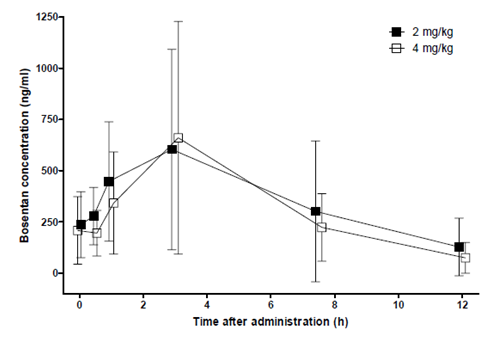 1250
2 mg/kg
4 mg/kg
1000
750
500
250
0
Bosentan concentration (ng/ml)
0 2 4 6 8 10 12
Time after administration (h)